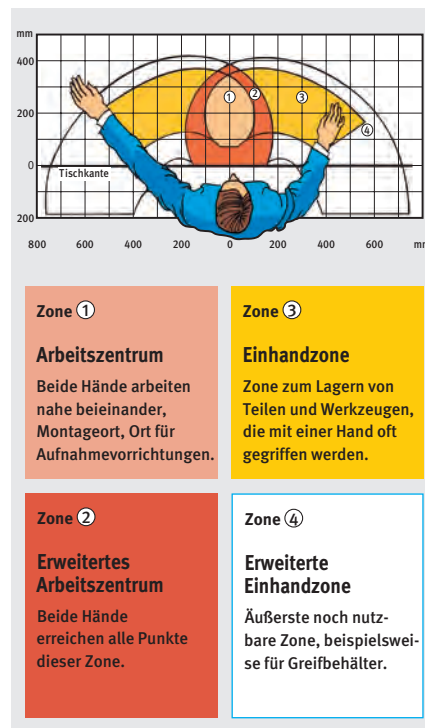 mm
400
200
0
200
Tischkante
1
2
3
4
800 600 400 200 0 200 400 600 mm
Zone 1
Arbeitszentrum
Beide Hände arbeiten
nahe beieinander,
Montageort, Ort für
Aufnahmevorrichtungen.
Zone 3
Einhandzone
Zone zum Lagern von
Teilen und Werkzeugen,
die mit einer Hand oft
gegriffen werden.
Zone 2
Erweitertes
Arbeitszentrum
Beide Hände
erreichen alle Punkte
dieser Zone.
Zone 4
Erweiterte
Einhandzone
Äußerste noch nutz-
bare Zone, beispielswei-
se für Greifbehälter.